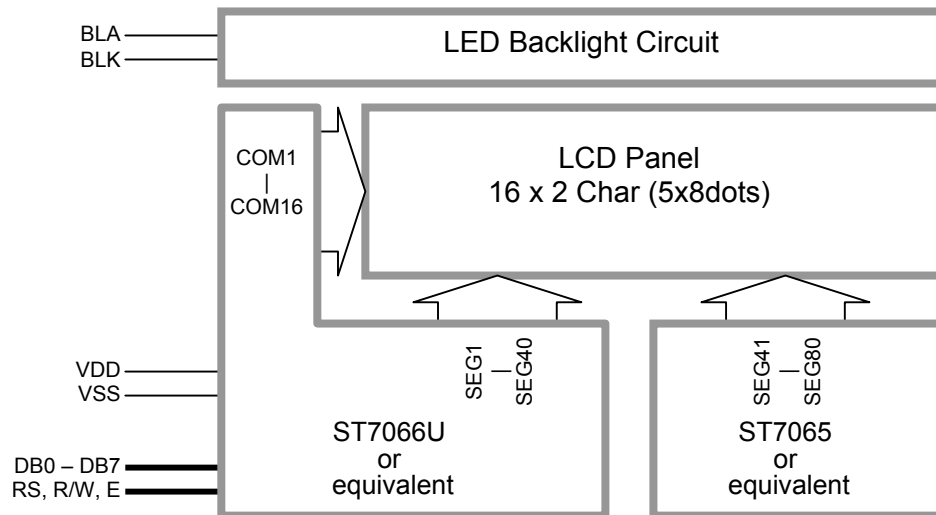 BLA
BLK
LED Backlight Circuit
COM1
|
COM16
LCD Panel
16 x 2 Char (5x8dots)
VDD
VSS
SEG1
—
SEG40
SEG41
—
SEG80
ST7066U
or
equivalent
ST7065
or
equivalent
DB0 – DB7
RS, R/W, E